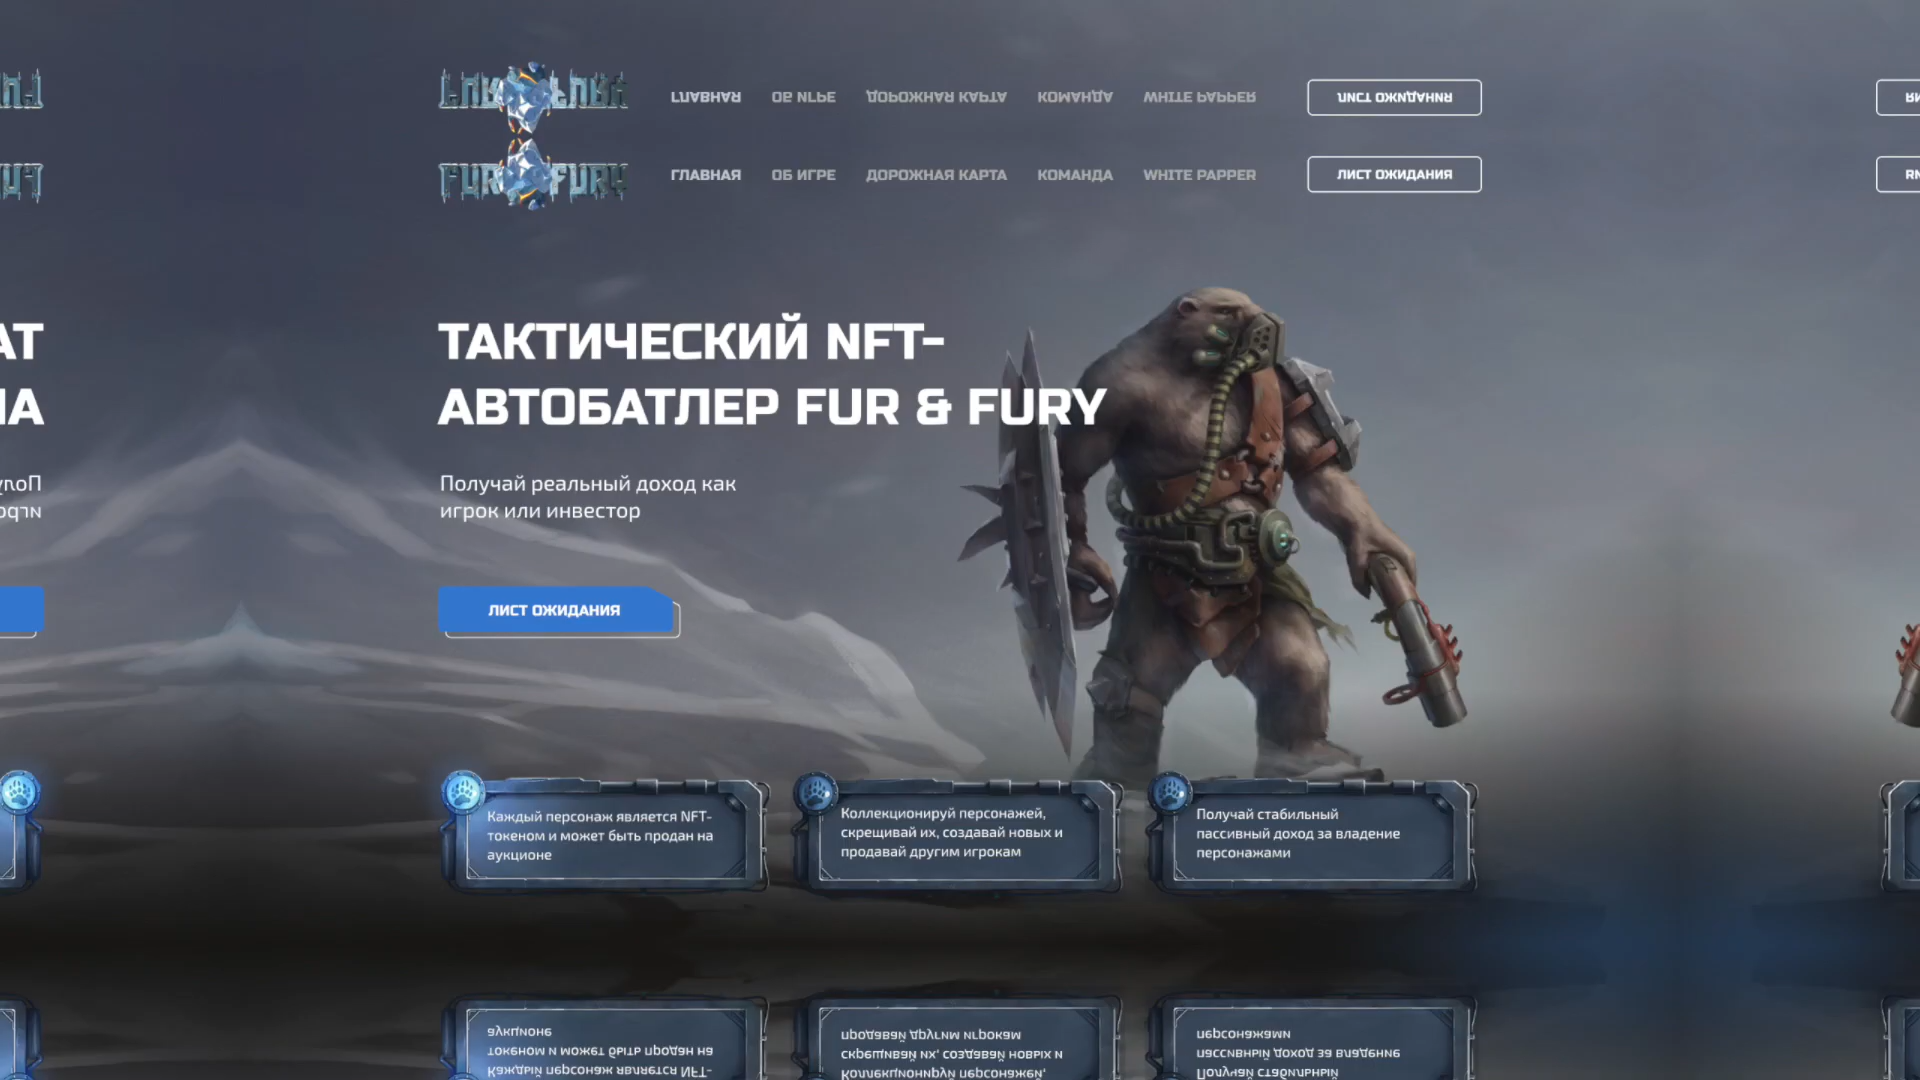 FUR FURY
ГЛАВНАЯ ОБ ИГРЕ ДОРОЖНАЯ КАРТА КОМАНДА WHITE PAPPER ЛИСТ ОЖИДАНИЯ
ТАКТИЧЕСКИЙ NFT-
АВТОБАТЛЕР FUR & FURY
Получай реальный доход как
игрок или инвестор
ЛИСТ ОЖИДАНИЯ
Каждый персонаж является NFT-
токеном и может быть продан на
аукционе
Коллекционируй персонажей,
скрещивай их, создавай новых и
продавай другим игрокам
Получай стабильный
пассивный доход за владение
персонажами